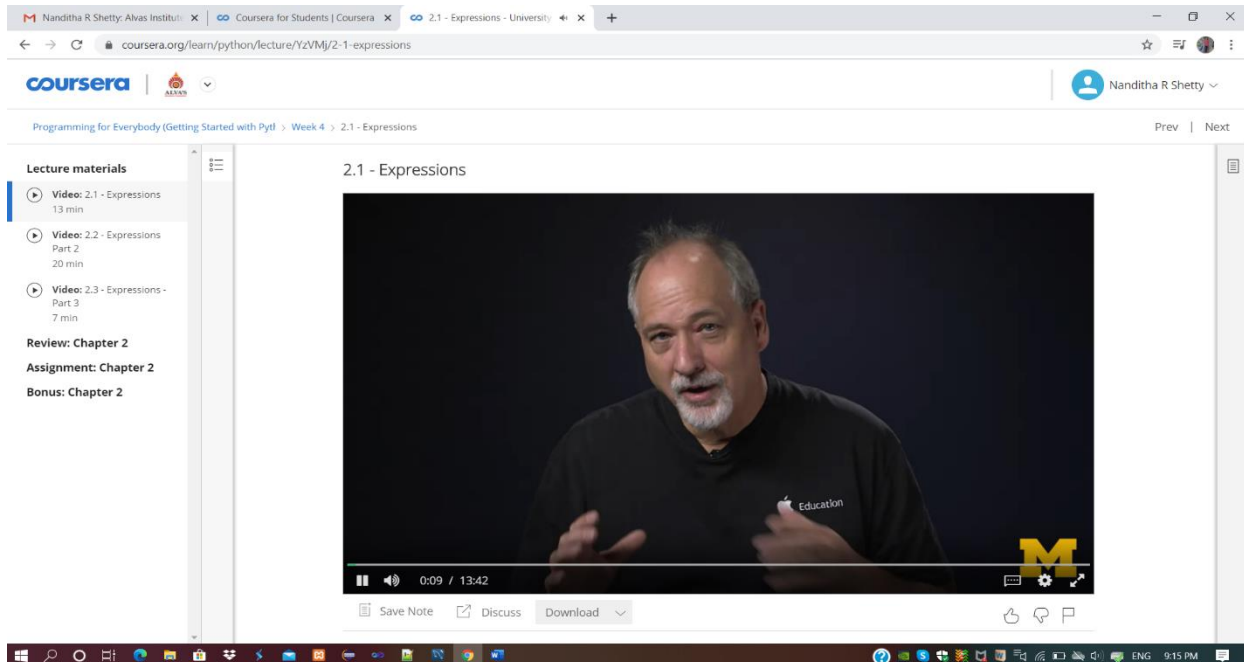 Nanditha R Shetty: Alvas Institute
Coursera for Students | Coursera
2.1 - Expressions - University
coursera.org/learn/python/lecture/YzVMj/2-1-expressions
coursera
ALVA'S
Nanditha R Shetty
Programming for Everybody (Getting Started with Pyth > Week 4 > 2.1 - Expressions
Prev | Next
Lecture materials
Video: 2.1 - Expressions
13 min
Video: 2.2 - Expressions
Part 2
20 min
Video: 2.3 - Expressions -
Part 3
7 min
Review: Chapter 2
Assignment: Chapter 2
Bonus: Chapter 2
2.1 - Expressions
Education
M
0:09 / 13:42
Save Note
Discuss
Download
ENG
9:15 PM